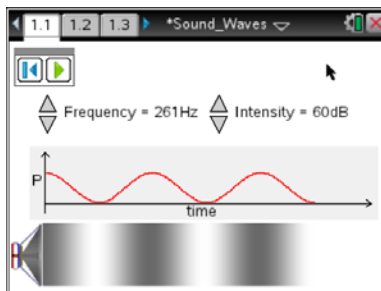 1.1 1.2 1.3 *Sound_Waves
Frequency = 261Hz Intensity = 60dB
P
time